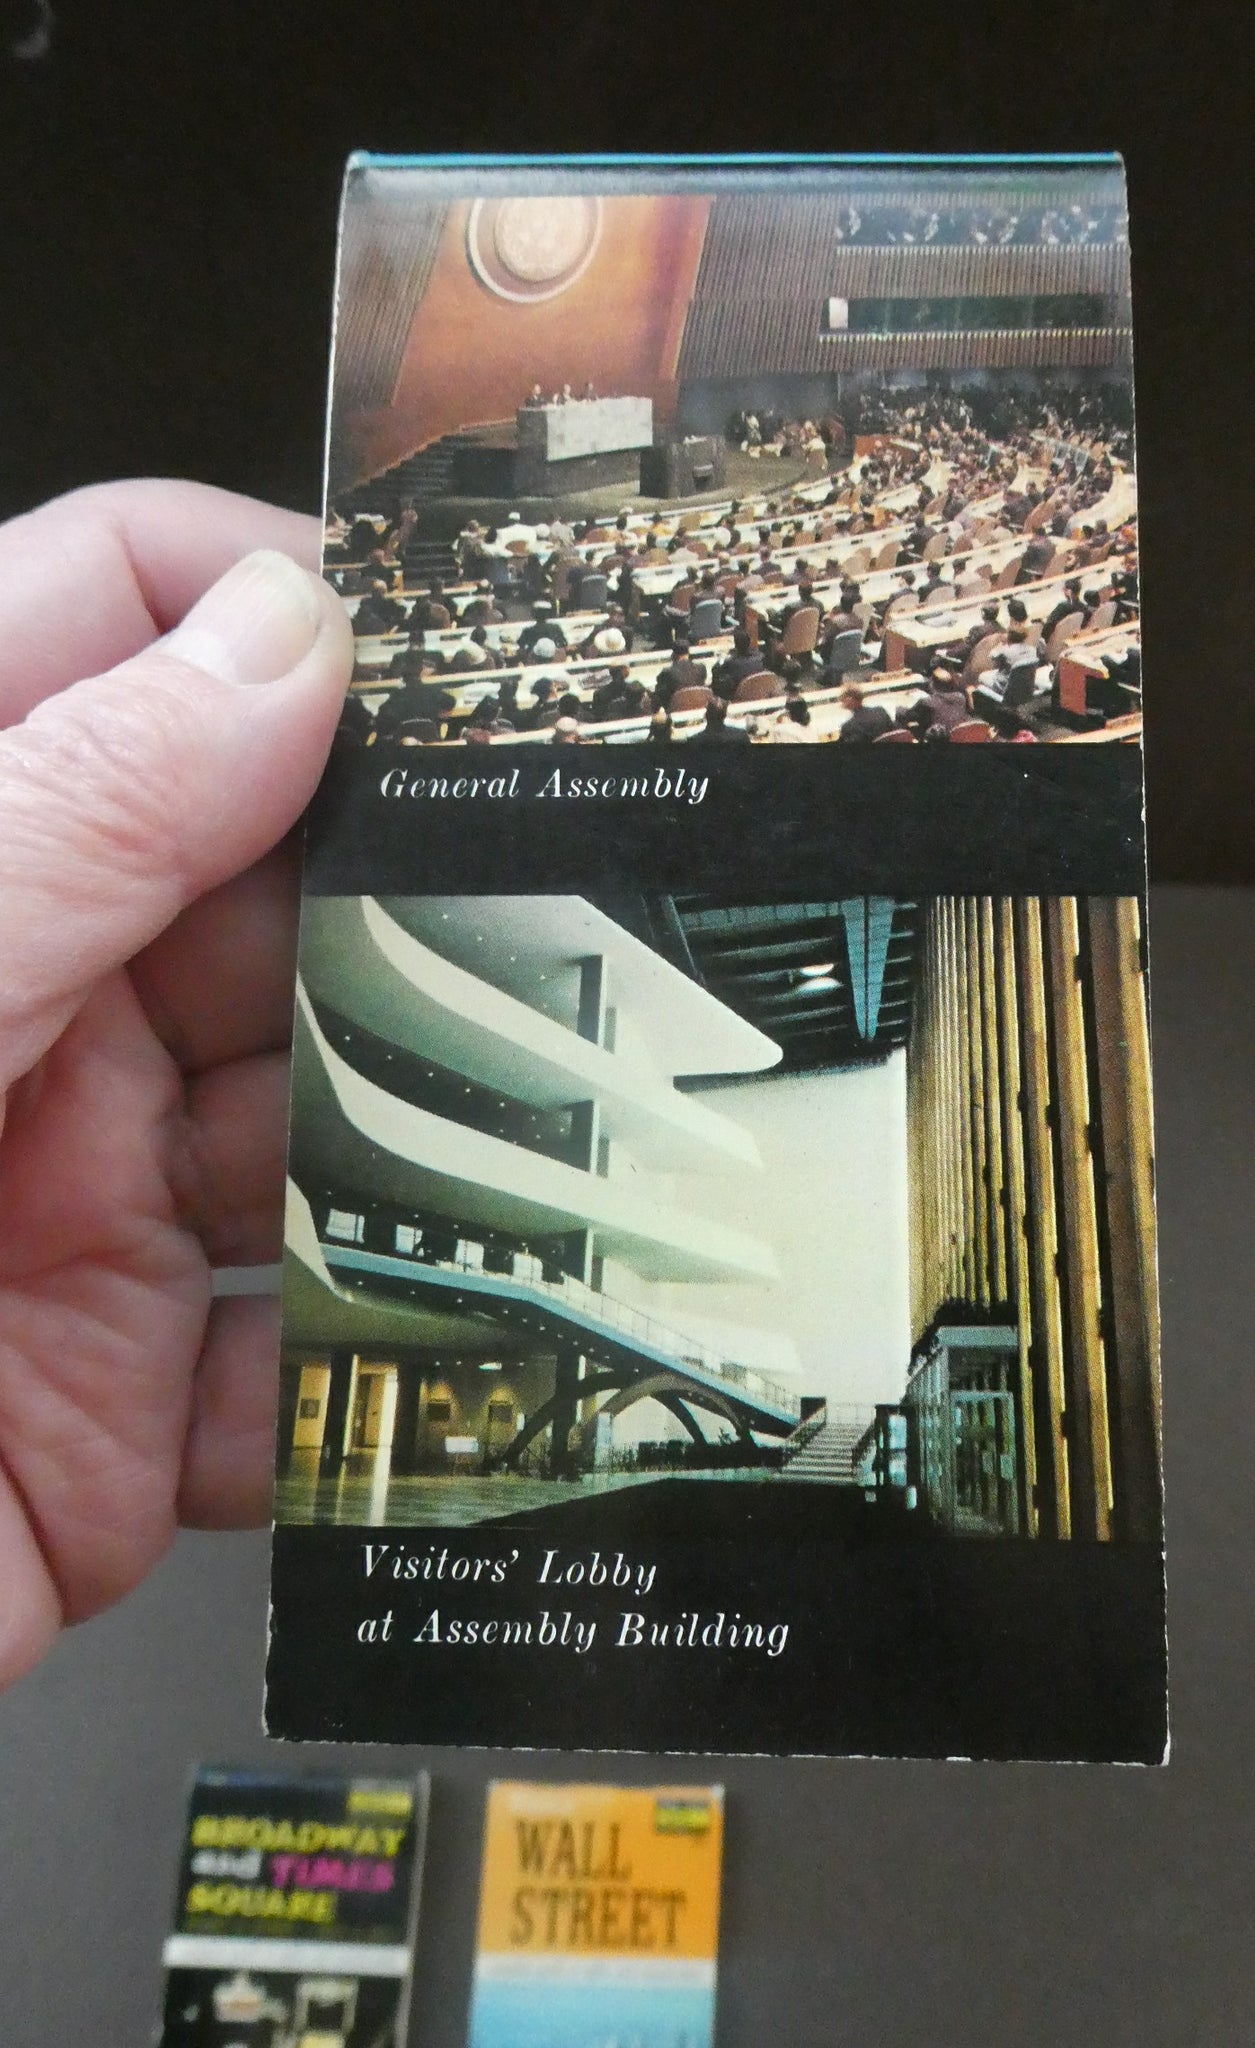 General Assembly
Visitors' Lobby
at Assembly Building
BROADWAY
and TIMES
SQUARE
WALL
STREET